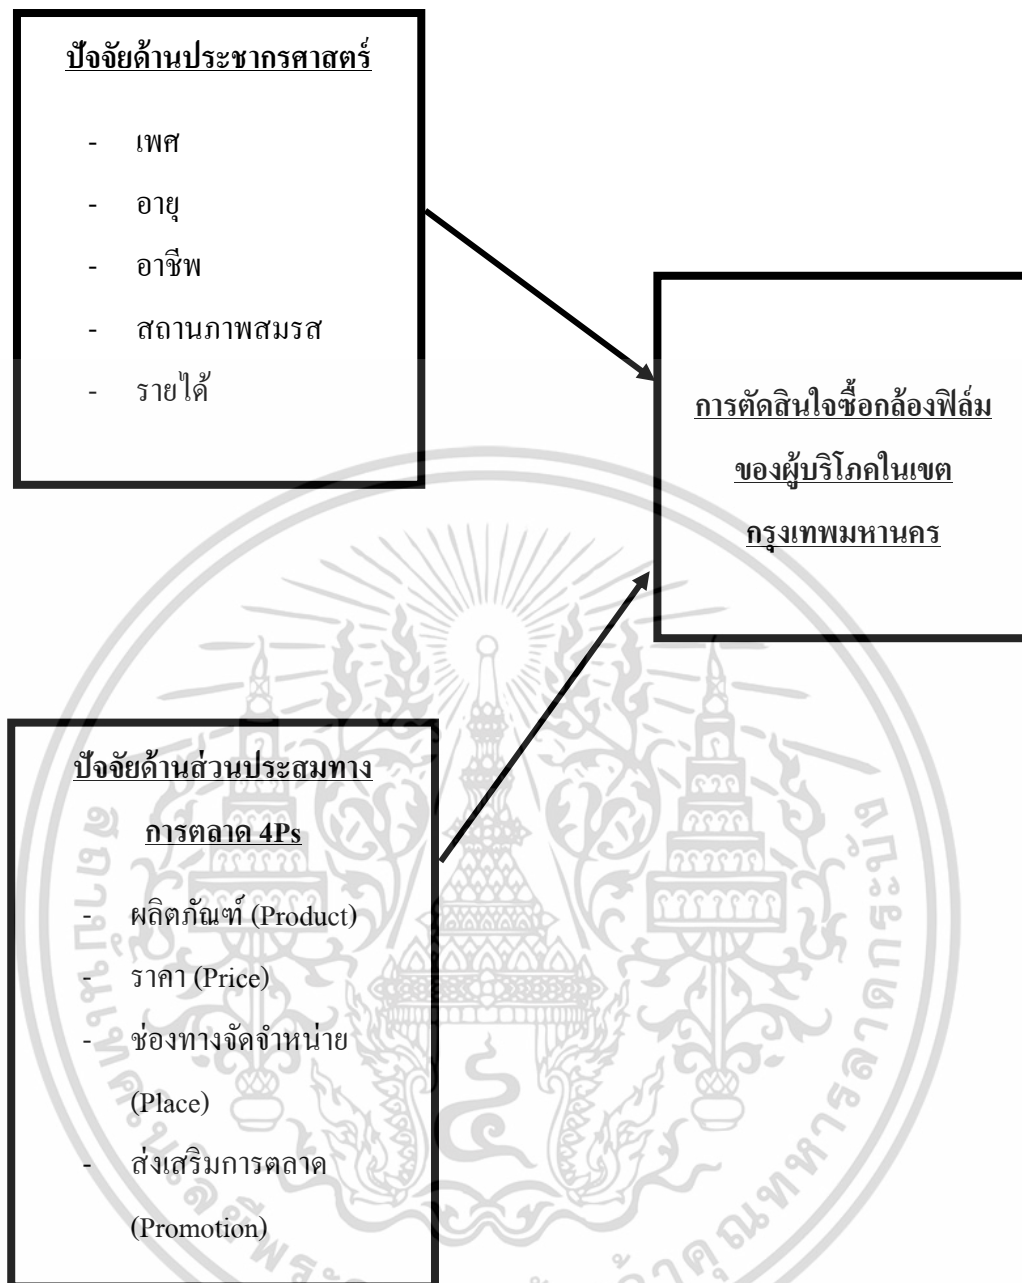 ปัจจัยด้านประชากรศาสตร์
- เพศ
- อายุ
- อาชีพ
- สถานภาพสมรส
- รายได้
การตัดสินใจซื้อกล้องฟิล์ม
ของผู้บริโภคในเขต
กรุงเทพมหานคร
ปัจจัยด้านส่วนประสมทาง
การตลาด 4Ps
- ผลิตภัณฑ์ (Product)
- ราคา (Price)
- ช่องทางจัดจำหน่าย
(Place)
- ส่งเสริมการตลาด
(Promotion)